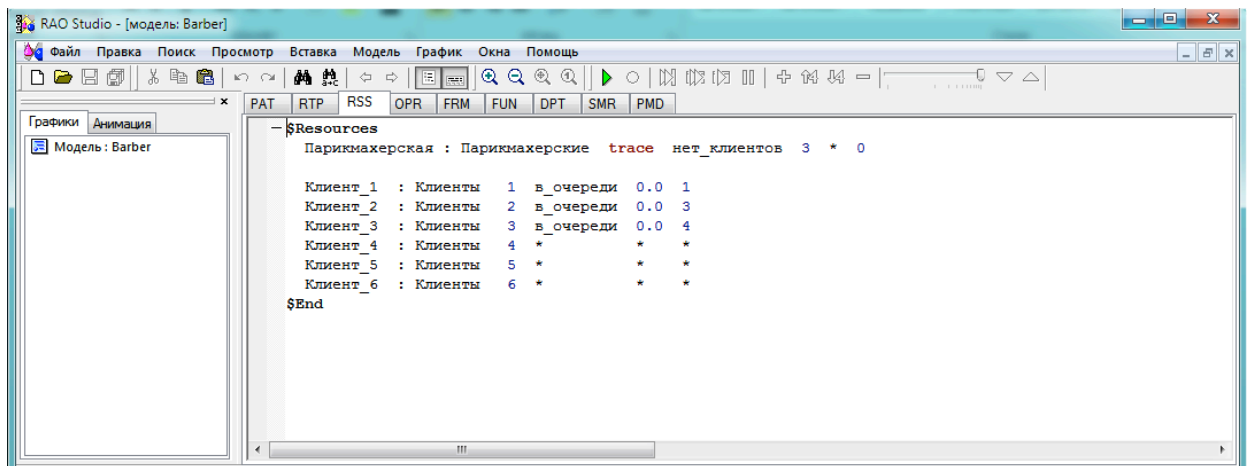 RAO Studio - [модель: Barber]
Файл Правка Поиск Просмотр Вставка Модель График Окна Помощь
PAT RTP RSS OPR FRM FUN DPT SMR PMD
Графики Анимация
Модель : Barber
$Resources
Парикмахерская : Парикмахерские trace нет_клиентов 3 * 0
Клиент_1 : Клиенты 1 в_очереди 0.0 1
Клиент_2 : Клиенты 2 в_очереди 0.0 3
Клиент_3 : Клиенты 3 в_очереди 0.0 4
Клиент_4 : Клиенты 4 * * *
Клиент_5 : Клиенты 5 * * *
Клиент_6 : Клиенты 6 * * *
$End